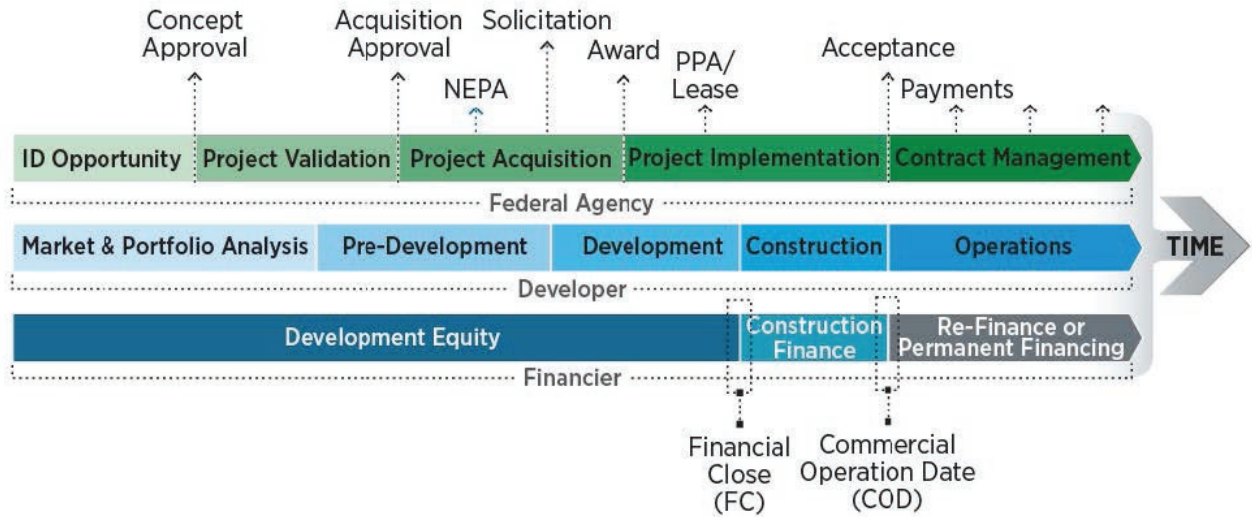 Concept
Approval
Acquisition
Approval
Solicitation
NEPA
Award
PPA/
Lease
Acceptance
Payments
ID Opportunity
Project Validation
Project Acquisition
Project Implementation
Contract Management
Federal Agency
Market & Portfolio Analysis
Pre-Development
Development
Construction
Operations
TIME
Developer
Development Equity
Construction
Finance
Re-Finance or
Permanent Financing
Financier
Financial
Close
(FC)
Commercial
Operation Date
(COD)